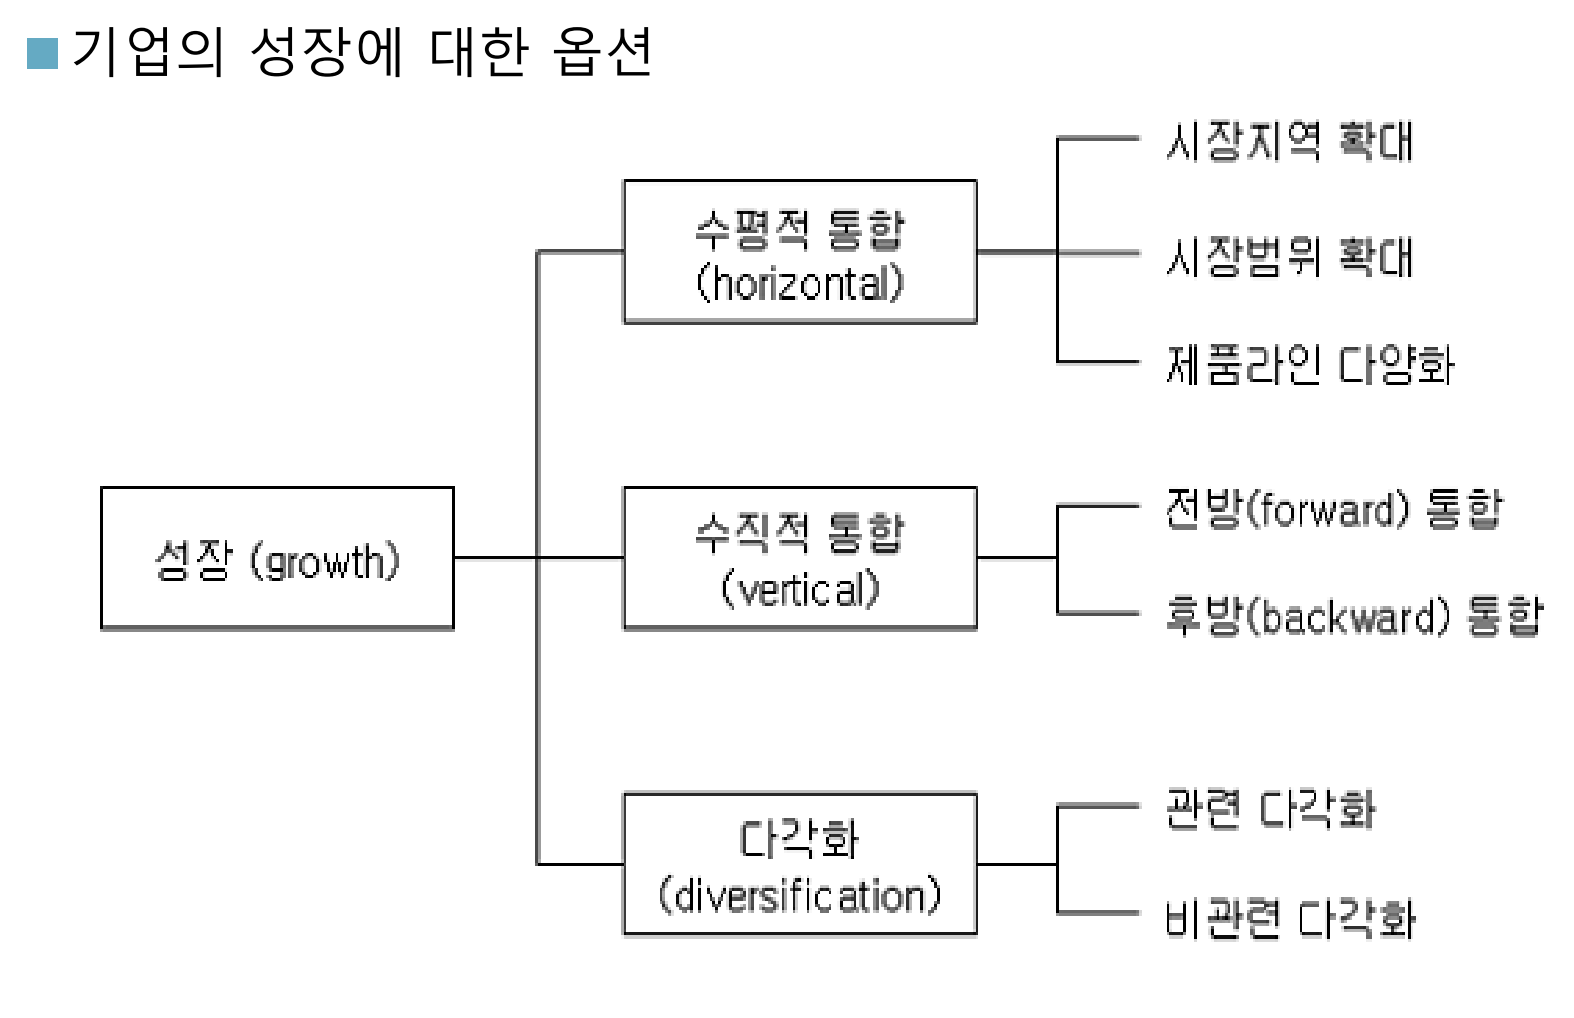 기업의 성장에 대한 옵션
성장 (growth)
수평적 통합
(horizontal)
시장지역 확대
시장범위 확대
제품라인 다양화
수직적 통합
(vertical)
전방(forward) 통합
후방(backward) 통합
다각화
(diversification)
관련 다각화
비관련 다각화